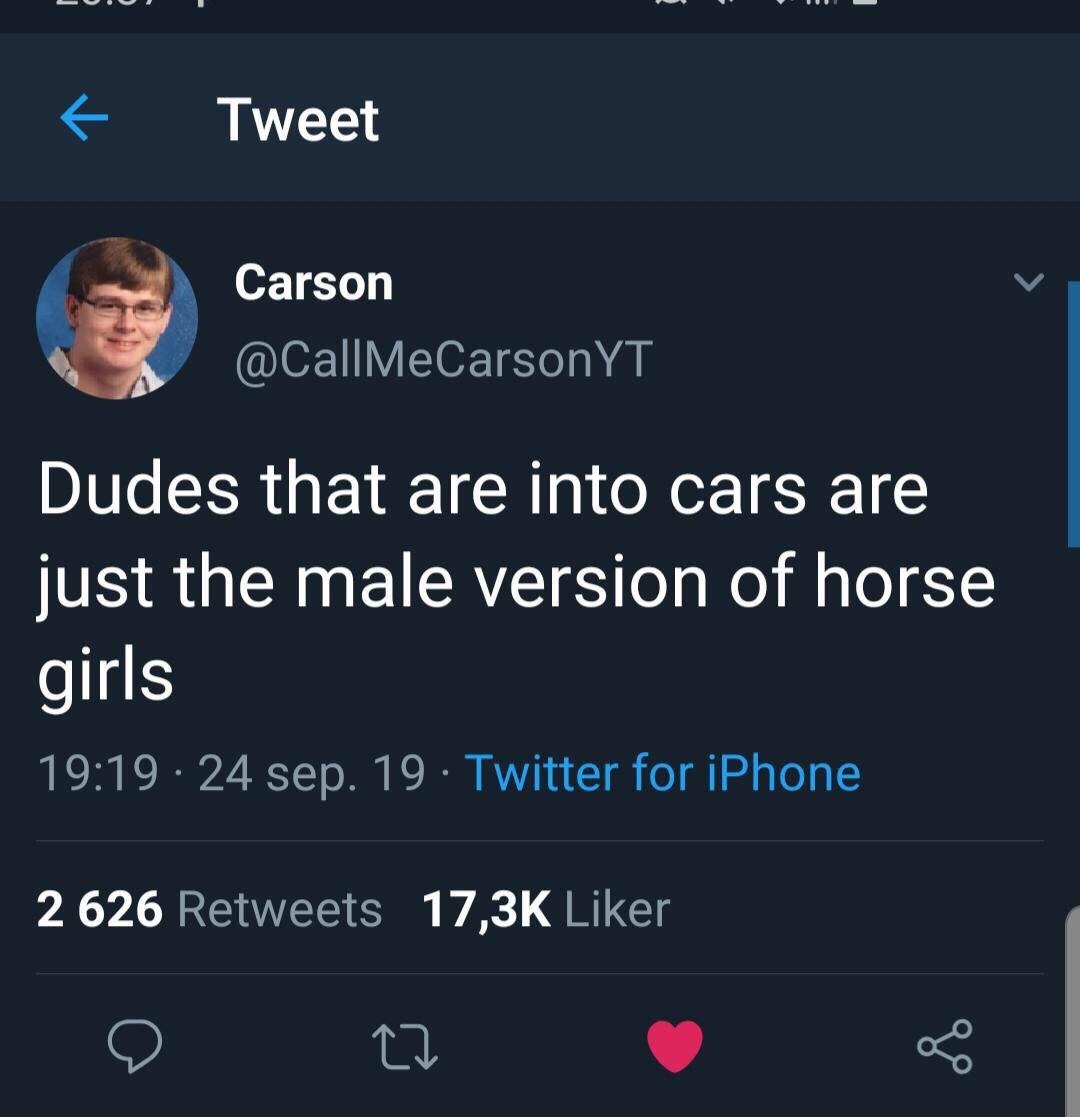 Tweet
Carson
@CallMeCarsonYT
Dudes that are into cars are
just the male version of horse
girls
19:19 · 24 sep. 19 · Twitter for iPhone
2 626 Retweets 17,3K Liker